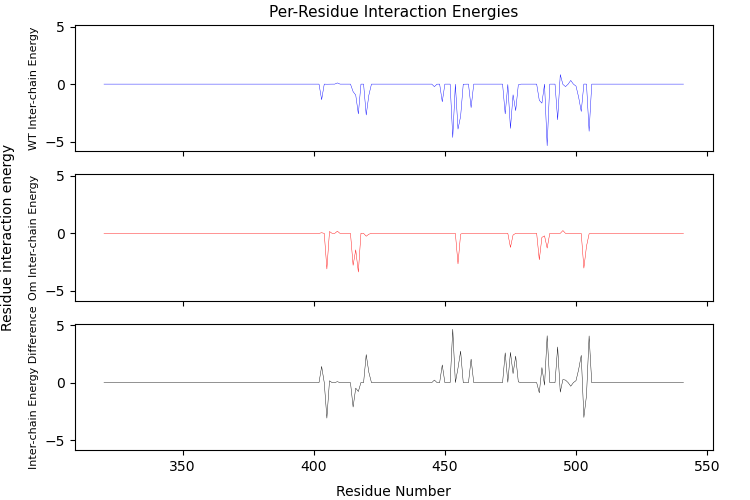 Per-Residue Interaction Energies
Residue interaction energy
WT Inter-chain Energy
5
0
−5
Om Inter-chain Energy
5
0
−5
Inter-chain Energy Difference
5
0
−5
350
400
450
500
550
Residue Number